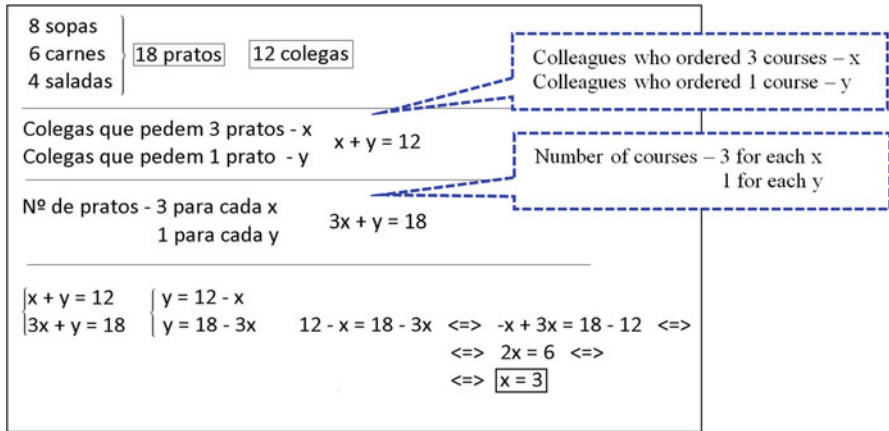 8 sopas
6 carnes
4 saladas
18 pratos
12 colegas
Colleagues who ordered 3 courses – x
Colleagues who ordered 1 course – y
Colegas que pedem 3 pratos - x
Colegas que pedem 1 prato - y
x + y = 12
Number of courses – 3 for each x
1 for each y
Nº de pratos - 3 para cada x
1 para cada y
3x + y = 18
x + y = 12
3x + y = 18
y = 12 - x
y = 18 - 3x
12 - x = 18 - 3x <=> -x + 3x = 18 - 12 <=>
<=> 2x = 6 <=>
<=> x = 3